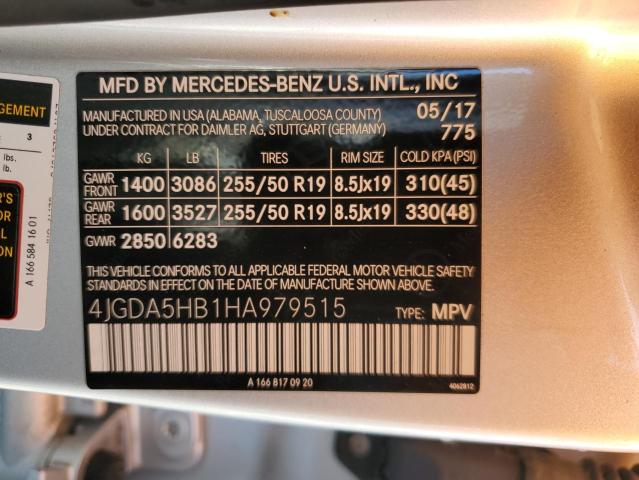 MFD BY MERCEDES-BENZ U.S. INTL., INC
MANUFACTURED IN USA (ALABAMA, TUSCALOOSA COUNTY) 05/17
UNDER CONTRACT FOR DAIMLER AG, STUTTGART (GERMANY) 775
KG LB TIRES RIM SIZE COLD KPA (PSI)
GAWR FRONT 1400 3086 255/50 R19 8.5Jx19 310(45)
GAWR REAR 1600 3527 255/50 R19 8.5Jx19 330(48)
GWR 2850 6283
THIS VEHICLE CONFORMS TO ALL APPLICABLE FEDERAL MOTOR VEHICLE SAFETY
STANDARDS IN EFFECT ON THE DATE OF MANUFACTURE SHOWN ABOVE.
4JGDA5HB1HA979515 TYPE: MPV
A 166 817 09 20
4062812
3
lbs.
lb.
A 166 584 16 01